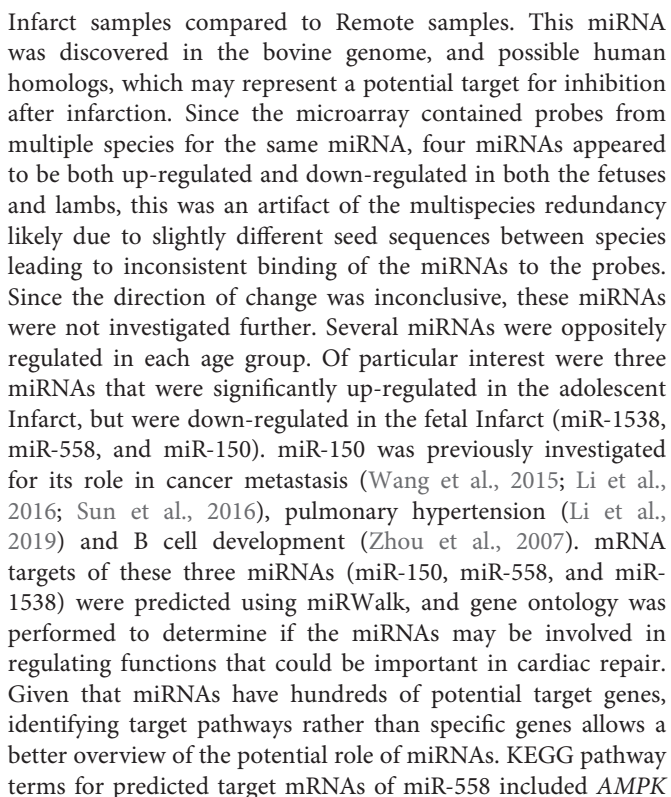 Infarct samples compared to Remote samples. This miRNA
was discovered in the bovine genome, and possible human
homologs, which may represent a potential target for inhibition
after infarction. Since the microarray contained probes from
multiple species for the same miRNA, four miRNAs appeared
to be both up-regulated and down-regulated in both the fetuses
and lambs, this was an artifact of the multispecies redundancy
likely due to slightly different seed sequences between species
leading to inconsistent binding of the miRNAs to the probes.
Since the direction of change was inconclusive, these miRNAs
were not investigated further. Several miRNAs were oppositely
regulated in each age group. Of particular interest were three
miRNAs that were significantly up-regulated in the adolescent
Infarct, but were down-regulated in the fetal Infarct (miR-1538,
miR-558, and miR-150). miR-150 was previously investigated
for its role in cancer metastasis (Wang et al., 2015; Li et al.,
2016; Sun et al., 2016), pulmonary hypertension (Li et al.,
2019) and B cell development (Zhou et al., 2007). mRNA
targets of these three miRNAs (miR-150, miR-558, and miR-
1538) were predicted using miRWalk, and gene ontology was
performed to determine if the miRNAs may be involved in
regulating functions that could be important in cardiac repair.
Given that miRNAs have hundreds of potential target genes,
identifying target pathways rather than specific genes allows a
better overview of the potential role of miRNAs. KEGG pathway
terms for predicted target mRNAs of miR-558 included AMPK